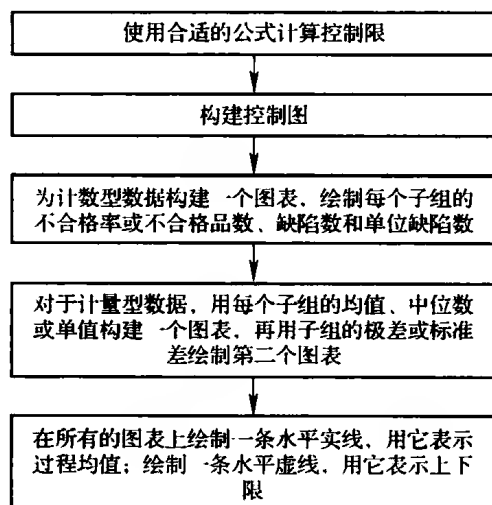 使用合适的公式计算控制限
构建控制图
为计数型数据构建一个图表，绘制每个子组的
不合格率或不合格品数、缺陷数和单位缺陷数
对于计量型数据，用每个子组的均值、中位数
或单值构建一个图表，再用子组的极差或标准
差绘制第二个图表
在所有的图表上绘制一条水平实线，用它表示
过程均值；绘制一条水平虚线，用它表示上下
限